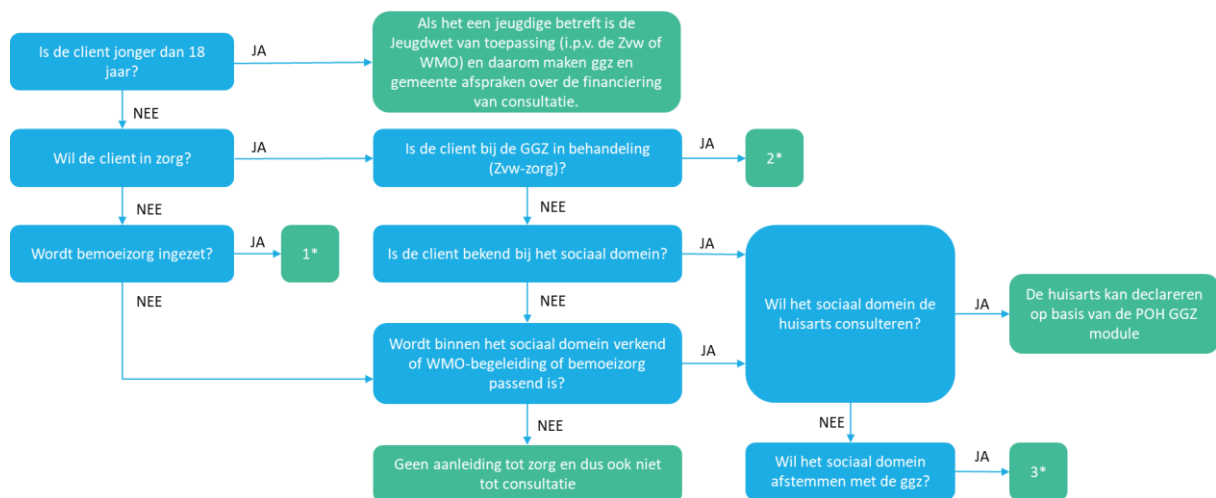 Is de client jonger dan 18
jaar?
JA
Als het een jeugdige betreft is de
Jeugdwet van toepassing (i.p.v. de Zvw of
WMO) en daarom maken ggz en
gemeente afspraken over de financiering
van consultatie.
NEE
Wil de client in zorg?
JA
Is de client bij de GGZ in behandeling
(Zvw-zorg)?
JA
2*
NEE
NEE
Wordt bemoeizorg ingezet?
JA
1*
Is de client bekend bij het sociaal domein?
JA
Wil het sociaal domein de
huisarts consulteren?
JA
De huisarts kan declareren
op basis van de POH GGZ
module
NEE
NEE
Wordt binnen het sociaal domein verkend
of WMO-begeleiding of bemoeizorg
passend is?
JA
NEE
NEE
Geen aanleiding tot zorg en dus ook niet
tot consultatie
Wil het sociaal domein
afstemmen met de ggz?
JA
3*